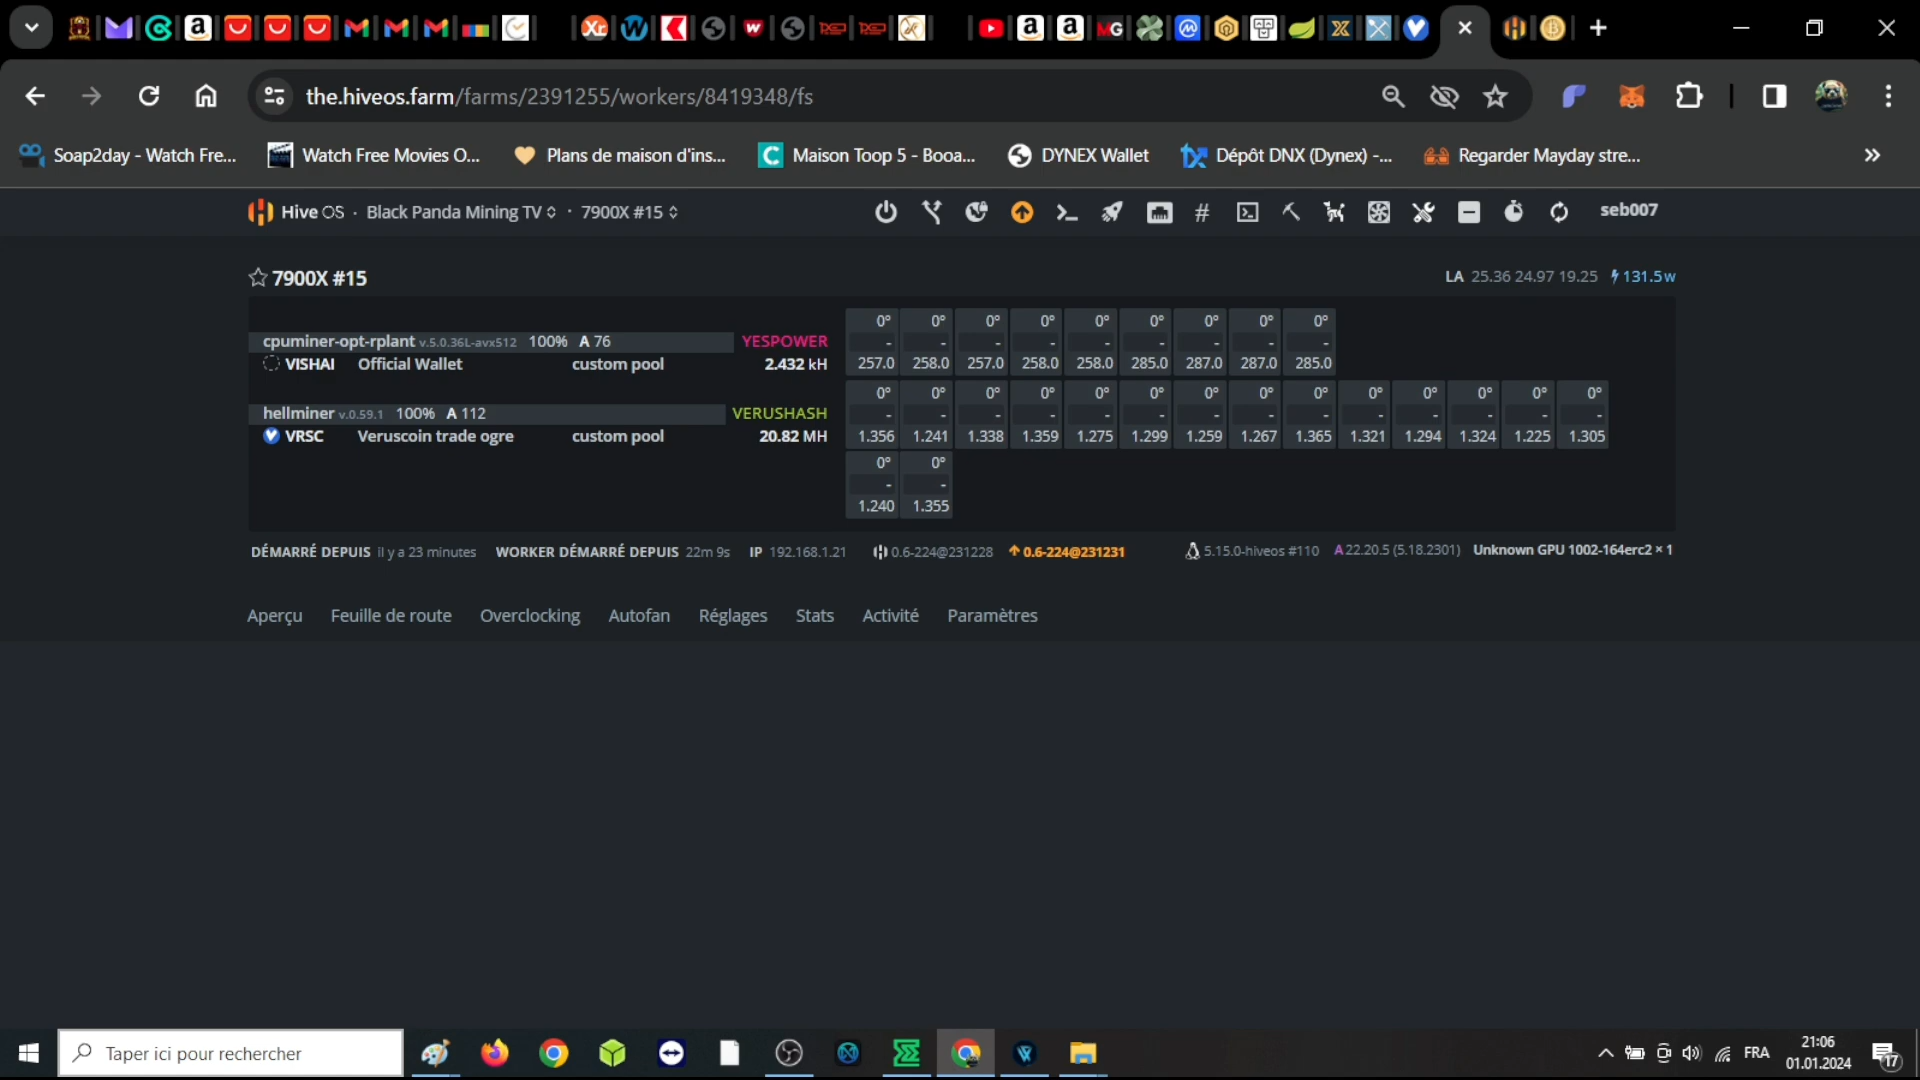 the.hiveos.farm/farms/2391255/workers/8419348/fs
Soap2day - Watch Fre... Watch Free Movies O... Plans de maison d'ins... Maison Toop 5 - Booa... DYNEX Wallet Dépôt DNX (Dynex) -... Regarder Mayday stre... »
Hive OS · Black Panda Mining TV · 7900X #15 seb007
7900X #15 LA 25.36 24.97 19.25 131.5w
0° 0° 0° 0° 0° 0° 0° 0° 0°
cpuminer-opt-rplant v.5.0.36L-avx512 100% A 76 YESPOWER - - - - - - - - -
VISHAI Official Wallet custom pool 2.432 kH 257.0 258.0 257.0 258.0 258.0 285.0 287.0 287.0 285.0
0° 0° 0° 0° 0° 0° 0° 0° 0° 0° 0° 0° 0° 0°
hellminer v.0.59.1 100% A 112 VERUSHASH - - - - - - - - - - - - - -
VRSC Veruscoin trade ogre custom pool 20.82 MH 1.356 1.241 1.338 1.359 1.275 1.299 1.259 1.267 1.365 1.321 1.294 1.324 1.225 1.305
0° 0°
- -
1.240 1.355
DÉMARRÉ DEPUIS il y a 23 minutes WORKER DÉMARRÉ DEPUIS 22m 9s IP 192.168.1.21 0.6-224@231228 0.6-224@231231 5.15.0-hiveos #110 A 22.20.5 (5.18.2301) Unknown GPU 1002-164erc2 × 1
Aperçu Feuille de route Overclocking Autofan Réglages Stats Activité Paramètres
Taper ici pour rechercher FRA 21:06
01.01.2024 17